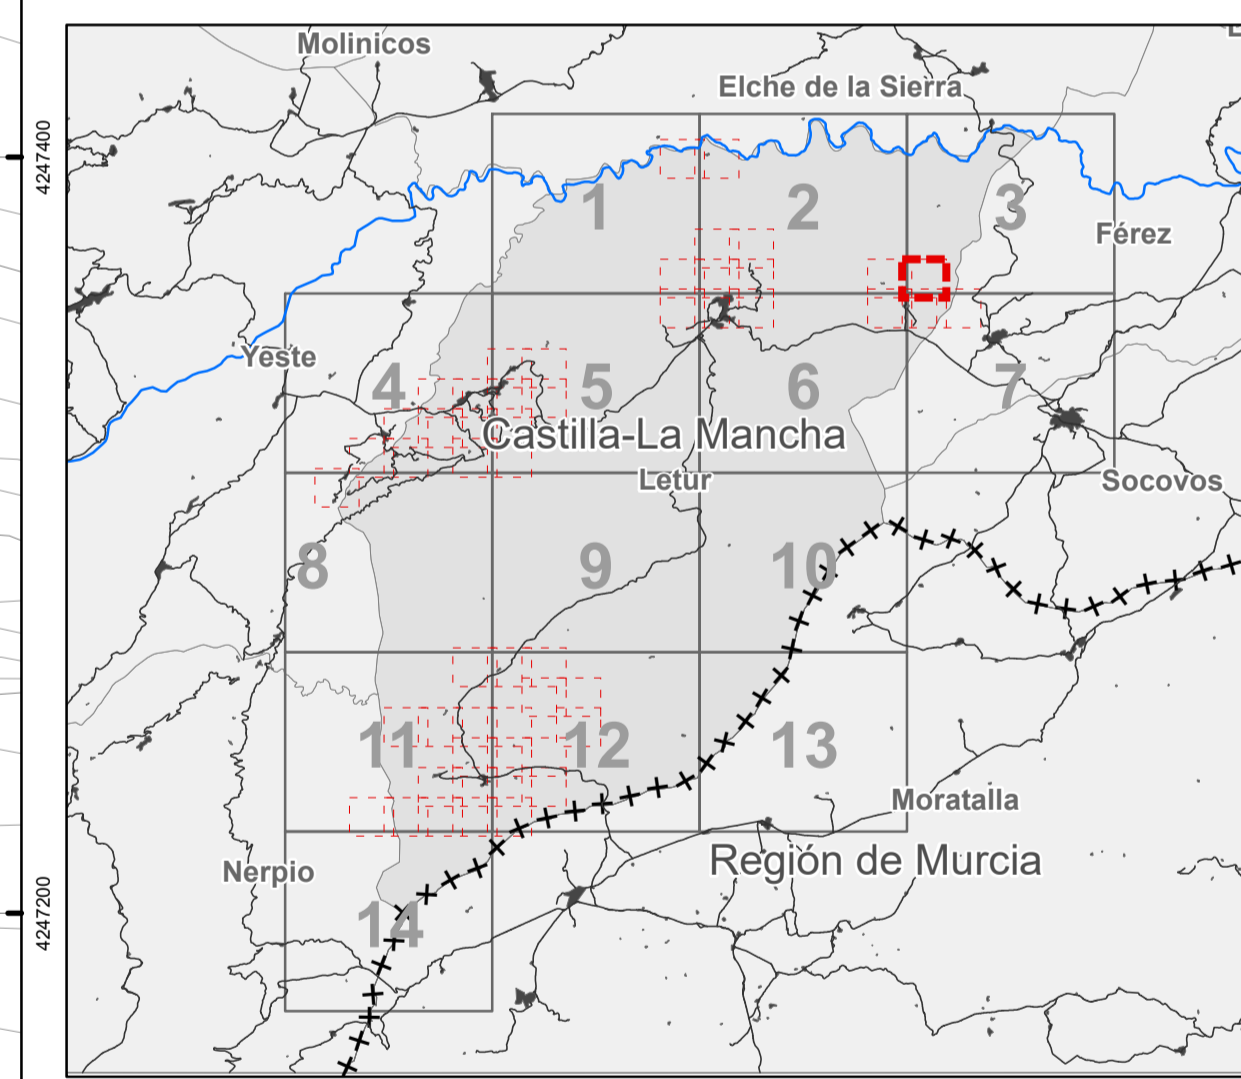 Molinicos
Elche de la Sierra
4247400
1
2
3
Férez
Yeste
4
5
6
7
Castilla-La Mancha
Letur
Socovos
8
9
10
11
12
13
Moratalla
Región de Murcia
Nerpio
4247200
14